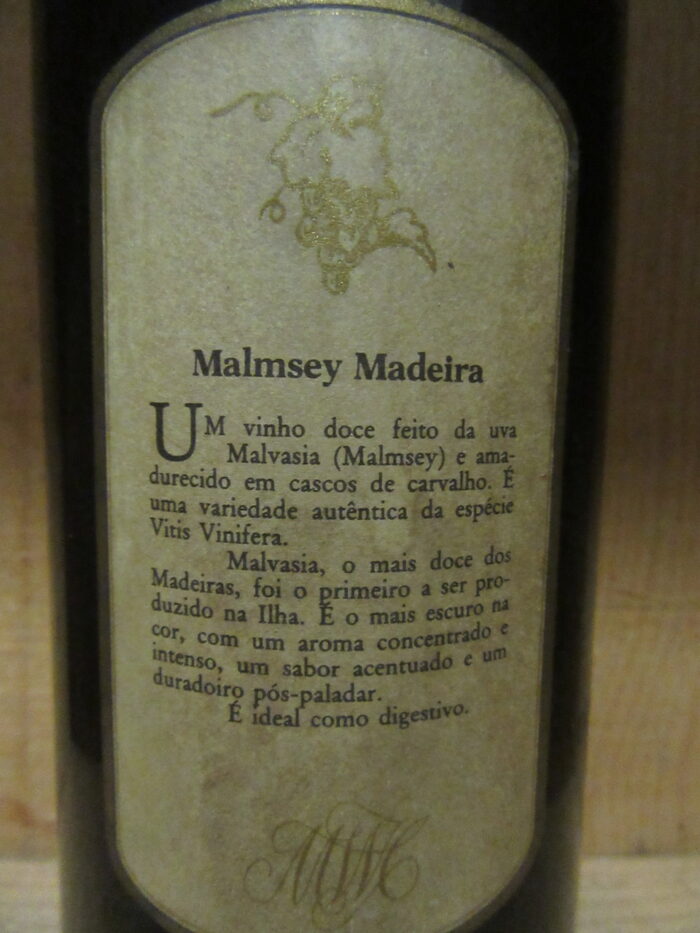 Malmsey Madeira
UM vinho doce feito da uva
Malvasia (Malmsey) e ama-
durecido em cascos de carvalho. É
uma variedade autêntica da espécie
Vitis Vinifera.
Malvasia, o mais doce dos
Madeiras, foi o primeiro a ser pro-
duzido na Ilha. É o mais escuro na
cor, com um aroma concentrado e
intenso, um sabor acentuado e um
duradoiro pós-paladar.
É ideal como digestivo.